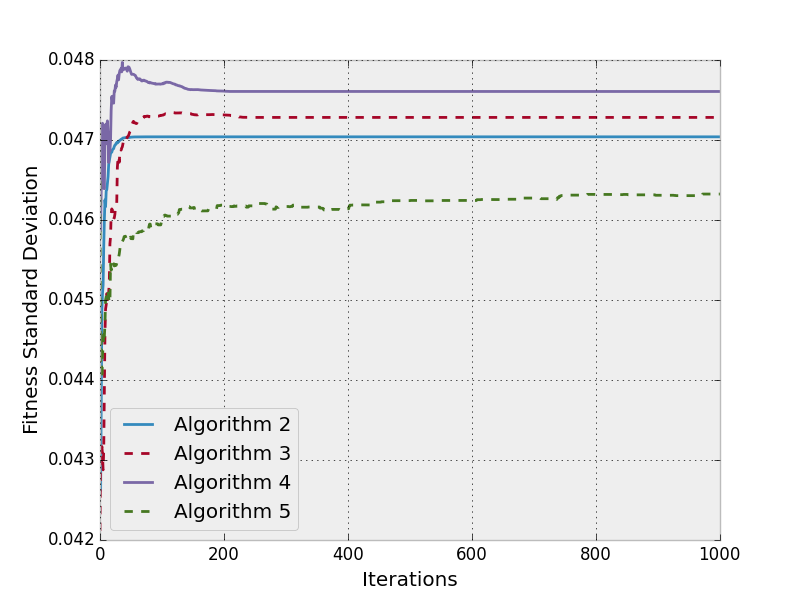 0.048
0.047
0.046
0.045
0.044
0.043
0.042
Fitness Standard Deviation
Algorithm 2
Algorithm 3
Algorithm 4
Algorithm 5
0 200 400 600 800 1000
Iterations